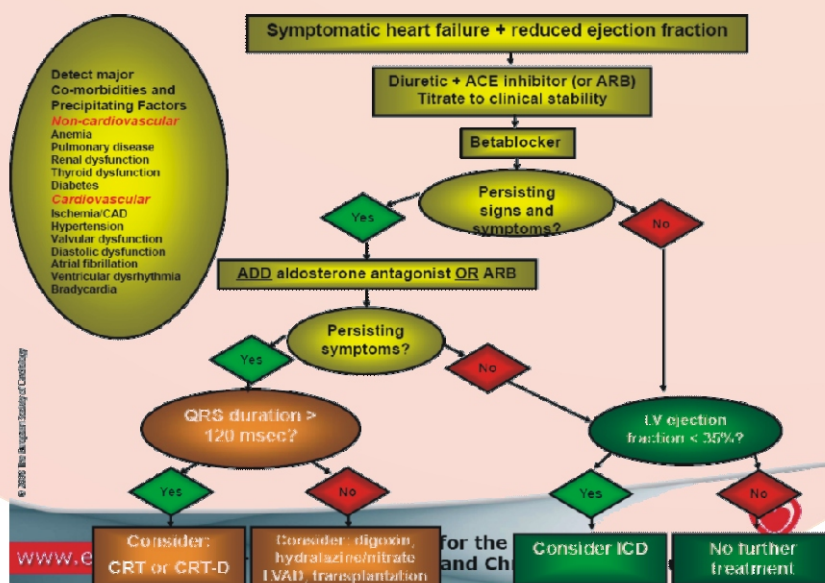 Symptomatic heart failure + reduced ejection fraction
Detect major
Co-morbidities and
Precipitating Factors
Non-cardiovascular
Anemia
Pulmonary disease
Renal dysfunction
Thyroid dysfunction
Diabetes
Cardiovascular
Ischemia/CAD
Hypertension
Valvular dysfunction
Diastolic dysfunction
Atrial fibrillation
Ventricular dysrhythmia
Bradycardia
Diuretic + ACE inhibitor (or ARB)
Titrate to clinical stability
Betablocker
Persisting
signs and
symptoms?
Yes
No
ADD aldosterone antagonist OR ARB
Persisting
symptoms?
Yes
No
QRS duration >
120 msec?
LV ejection
fraction < 35%?
Yes
No
Yes
No
Consider:
CRT or CRT-D
Consider: digoxin,
hydralazine/nitrate
LVAD, transplantation
Consider ICD
No further
treatment
www.e
for the
and Chr
European Society of Cardiology